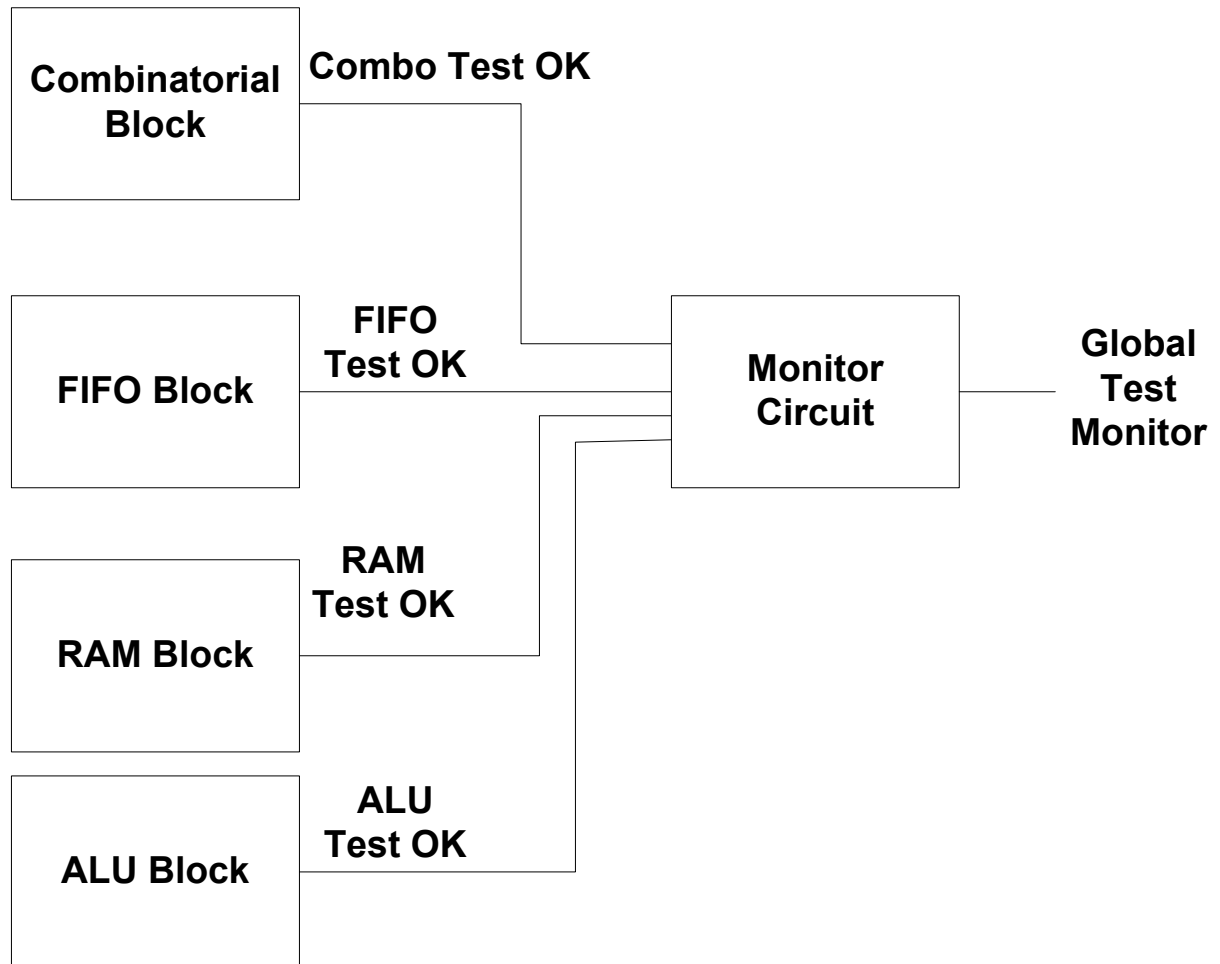 Combinatorial
Block
Combo Test OK
FIFO Block
FIFO
Test OK
Monitor
Circuit
Global
Test
Monitor
RAM Block
RAM
Test OK
ALU Block
ALU
Test OK